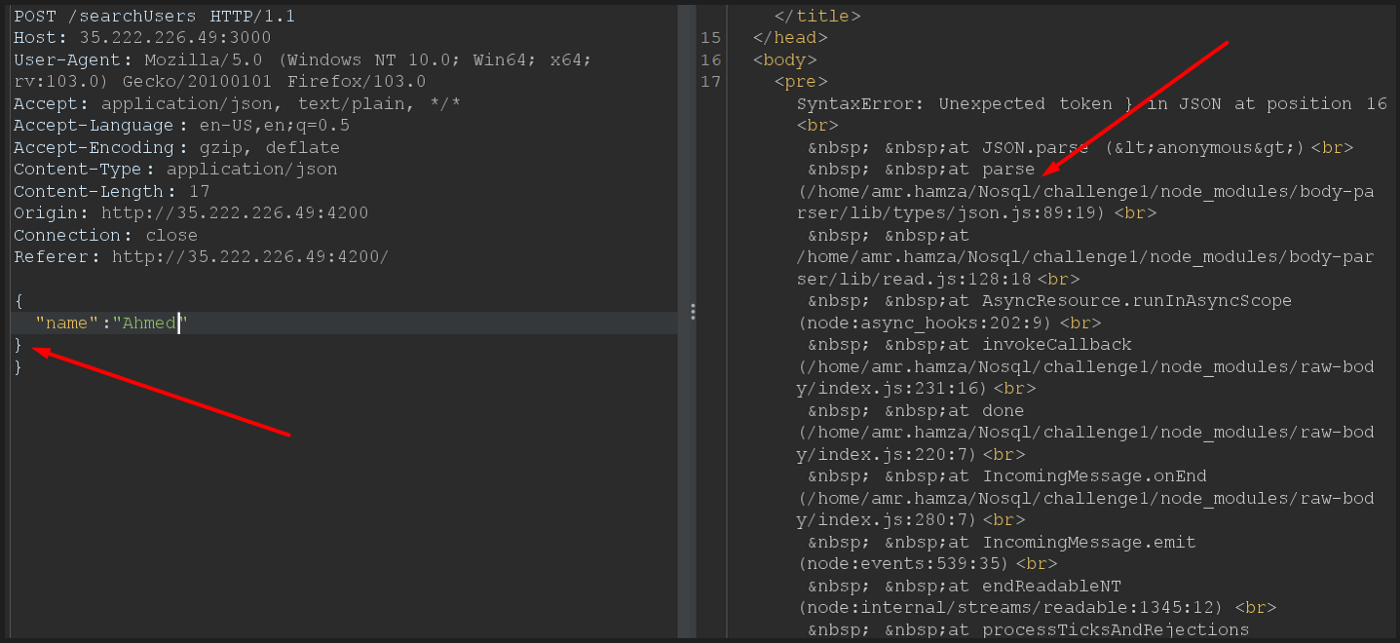 POST /searchUsers HTTP/1.1
Host: 35.222.226.49:3000
User-Agent: Mozilla/5.0 (Windows NT 10.0; Win64; x64;
rv:103.0) Gecko/20100101 Firefox/103.0
Accept: application/json, text/plain, */*
Accept-Language: en-US,en;q=0.5
Accept-Encoding: gzip, deflate
Content-Type: application/json
Content-Length: 17
Origin: http://35.222.226.49:4200
Connection: close
Referer: http://35.222.226.49:4200/
{
"name":"Ahmed"
}
}
</title>
15 </head>
16 <body>
17 <pre>
SyntaxError: Unexpected token } in JSON at position 16
<br>
&nbsp; &nbsp;at JSON.parse (&lt;anonymous&gt;)<br>
&nbsp; &nbsp;at parse
(/home/amr.hamza/Nosql/challenge1/node_modules/body-pa
rser/lib/types/json.js:89:19)<br>
&nbsp; &nbsp;at
/home/amr.hamza/Nosql/challenge1/node_modules/body-par
ser/lib/read.js:128:18<br>
&nbsp; &nbsp;at AsyncResource.runInAsyncScope
(node:async_hooks:202:9)<br>
&nbsp; &nbsp;at invokeCallback
(/home/amr.hamza/Nosql/challenge1/node_modules/raw-bod
y/index.js:231:16)<br>
&nbsp; &nbsp;at done
(/home/amr.hamza/Nosql/challenge1/node_modules/raw-bod
y/index.js:220:7)<br>
&nbsp; &nbsp;at IncomingMessage.onEnd
(/home/amr.hamza/Nosql/challenge1/node_modules/raw-bod
y/index.js:280:7)<br>
&nbsp; &nbsp;at IncomingMessage.emit
(node:events:539:35)<br>
&nbsp; &nbsp;at endReadableNT
(node:internal/streams/readable:1345:12) <br>
&nbsp; &nbsp;at processTicksAndRejections